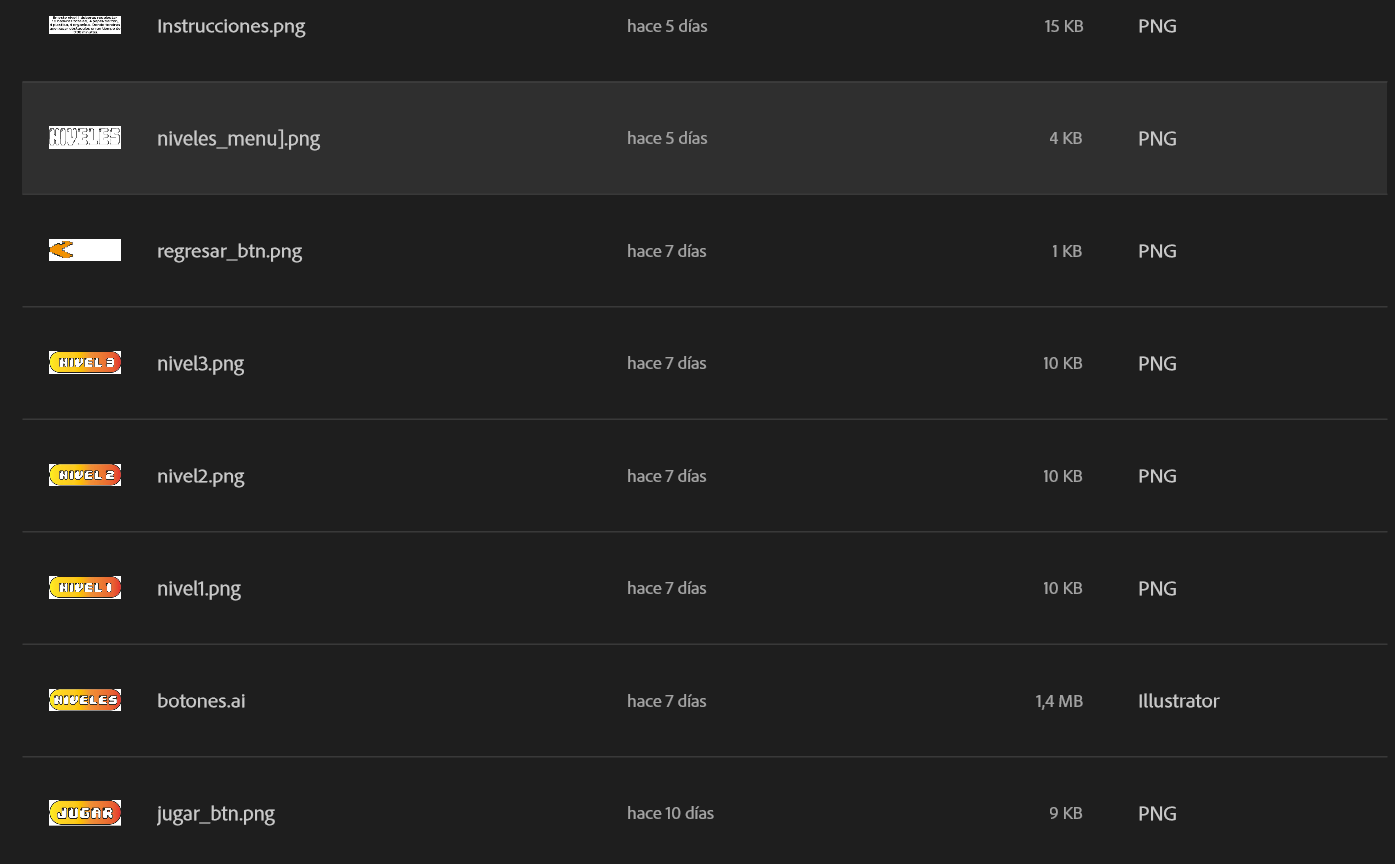 Instrucciones.png hace 5 días 15 KB PNG
NIVELES niveles_menu].png hace 5 días 4 KB PNG
regresar_btn.png hace 7 días 1 KB PNG
NIVEL 3 nivel3.png hace 7 días 10 KB PNG
NIVEL 2 nivel2.png hace 7 días 10 KB PNG
NIVEL 1 nivel1.png hace 7 días 10 KB PNG
NIVELES botones.ai hace 7 días 1,4 MB Illustrator
JUGAR jugar_btn.png hace 10 días 9 KB PNG